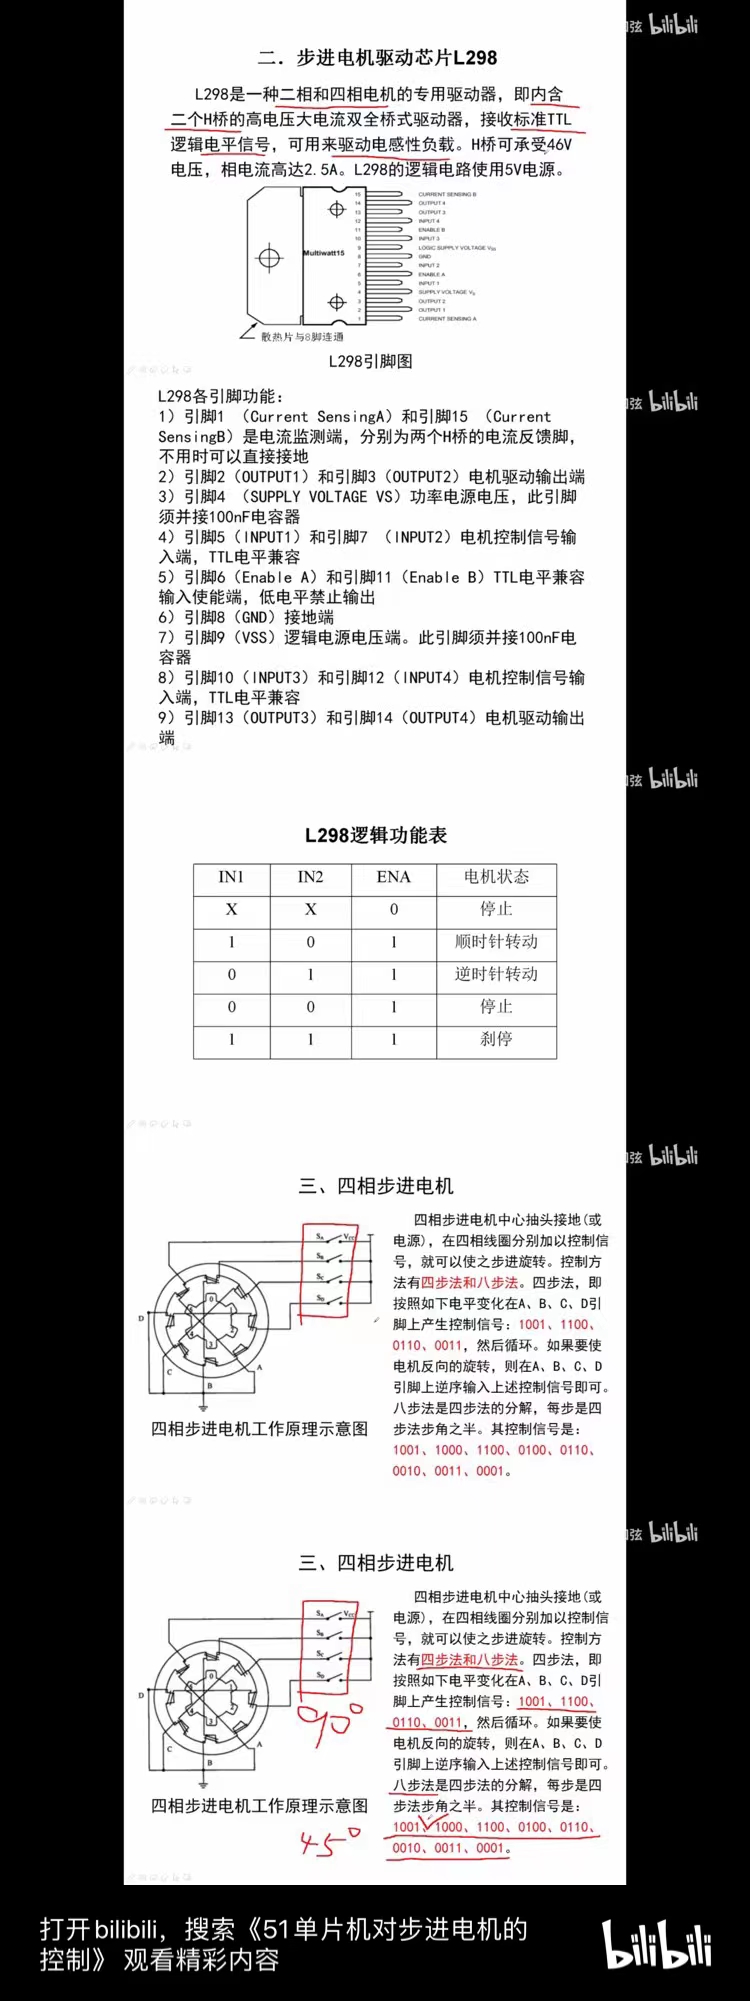 弦 bilibili
二．步进电机驱动芯片L298
L298是一种二相和四相电机的专用驱动器，即内含
二个H桥的高电压大电流双全桥式驱动器，接收标准TTL
逻辑电平信号，可用来驱动电感性负载。H桥可承受46V
电压，相电流高达2.5A。L298的逻辑电路使用5V电源。
Multiwatt15
15 CURRENT SENSING B
14 OUTPUT 4
13 OUTPUT 3
12 INPUT 4
11 ENABLE B
10 INPUT 3
9 LOGIC SUPPLY VOLTAGE VSS
8 GND
7 INPUT 2
6 ENABLE A
5 INPUT 1
4 SUPPLY VOLTAGE VS
3 OUTPUT 2
2 OUTPUT 1
1 CURRENT SENSING A
散热片与8脚连通
L298引脚图
弦 bilibili
L298各引脚功能：
1）引脚1 （Current SensingA）和引脚15 （Current
SensingB）是电流监测端，分别为两个H桥的电流反馈脚，
不用时可以直接接地
2）引脚2（OUTPUT1）和引脚3（OUTPUT2）电机驱动输出端
3）引脚4 （SUPPLY VOLTAGE VS）功率电源电压，此引脚
须并接100nF电容器
4）引脚5（INPUT1）和引脚7 （INPUT2）电机控制信号输
入端，TTL电平兼容
5）引脚6（Enable A）和引脚11（Enable B）TTL电平兼容
输入使能端，低电平禁止输出
6）引脚8（GND）接地端
7）引脚9（VSS）逻辑电源电压端。此引脚须并接100nF电
容器
8）引脚10（INPUT3）和引脚12（INPUT4）电机控制信号输
入端，TTL电平兼容
9）引脚13（OUTPUT3）和引脚14（OUTPUT4）电机驱动输出
端
弦 bilibili
L298逻辑功能表
IN1 IN2 ENA 电机状态
X X 0 停止
1 0 1 顺时针转动
0 1 1 逆时针转动
0 0 1 停止
1 1 1 刹停
弦 bilibili
三、四相步进电机
SA VCC
SB
SC
SD
0
3
D
C
B
A
四相步进电机工作原理示意图
四相步进电机中心抽头接地(或
电源)，在四相线圈分别加以控制信
号，就可以使之步进旋转。控制方
法有四步法和八步法。四步法，即
按照如下电平变化在A、B、C、D引
脚上产生控制信号：1001、1100、
0110、0011，然后循环。如果要使
电机反向的旋转，则在A、B、C、D
引脚上逆序输入上述控制信号即可。
八步法是四步法的分解，每步是四
步法步角之半。其控制信号是：
1001、1000、1100、0100、0110、
0010、0011、0001。
弦 bilibili
三、四相步进电机
SA VCC
SB
SC
SD
0
3
D
C
B
A
90°
四相步进电机工作原理示意图
45°
四相步进电机中心抽头接地(或
电源)，在四相线圈分别加以控制信
号，就可以使之步进旋转。控制方
法有四步法和八步法。四步法，即
按照如下电平变化在A、B、C、D引
脚上产生控制信号：1001、1100、
0110、0011，然后循环。如果要使
电机反向的旋转，则在A、B、C、D
引脚上逆序输入上述控制信号即可。
八步法是四步法的分解，每步是四
步法步角之半。其控制信号是：
1001、1000、1100、0100、0110、
0010、0011、0001。
打开bilibili，搜索《51单片机对步进电机的
控制》 观看精彩内容
bilibili